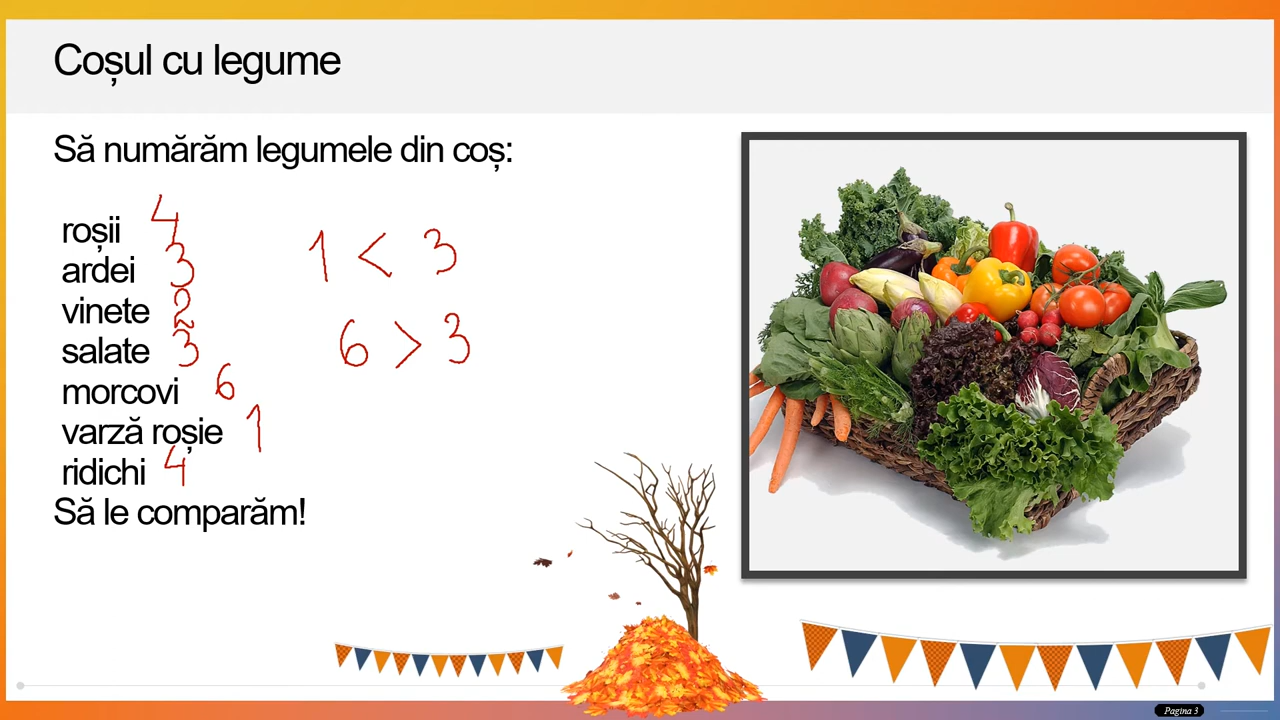 Coșul cu legume
Să numărăm legumele din coș:
roșii 4
ardei 3
vinete 2
salate 3
morcovi 6
varză roșie 1
ridichi 4
Să le comparăm!
1 < 3
6 > 3
Pagina 3